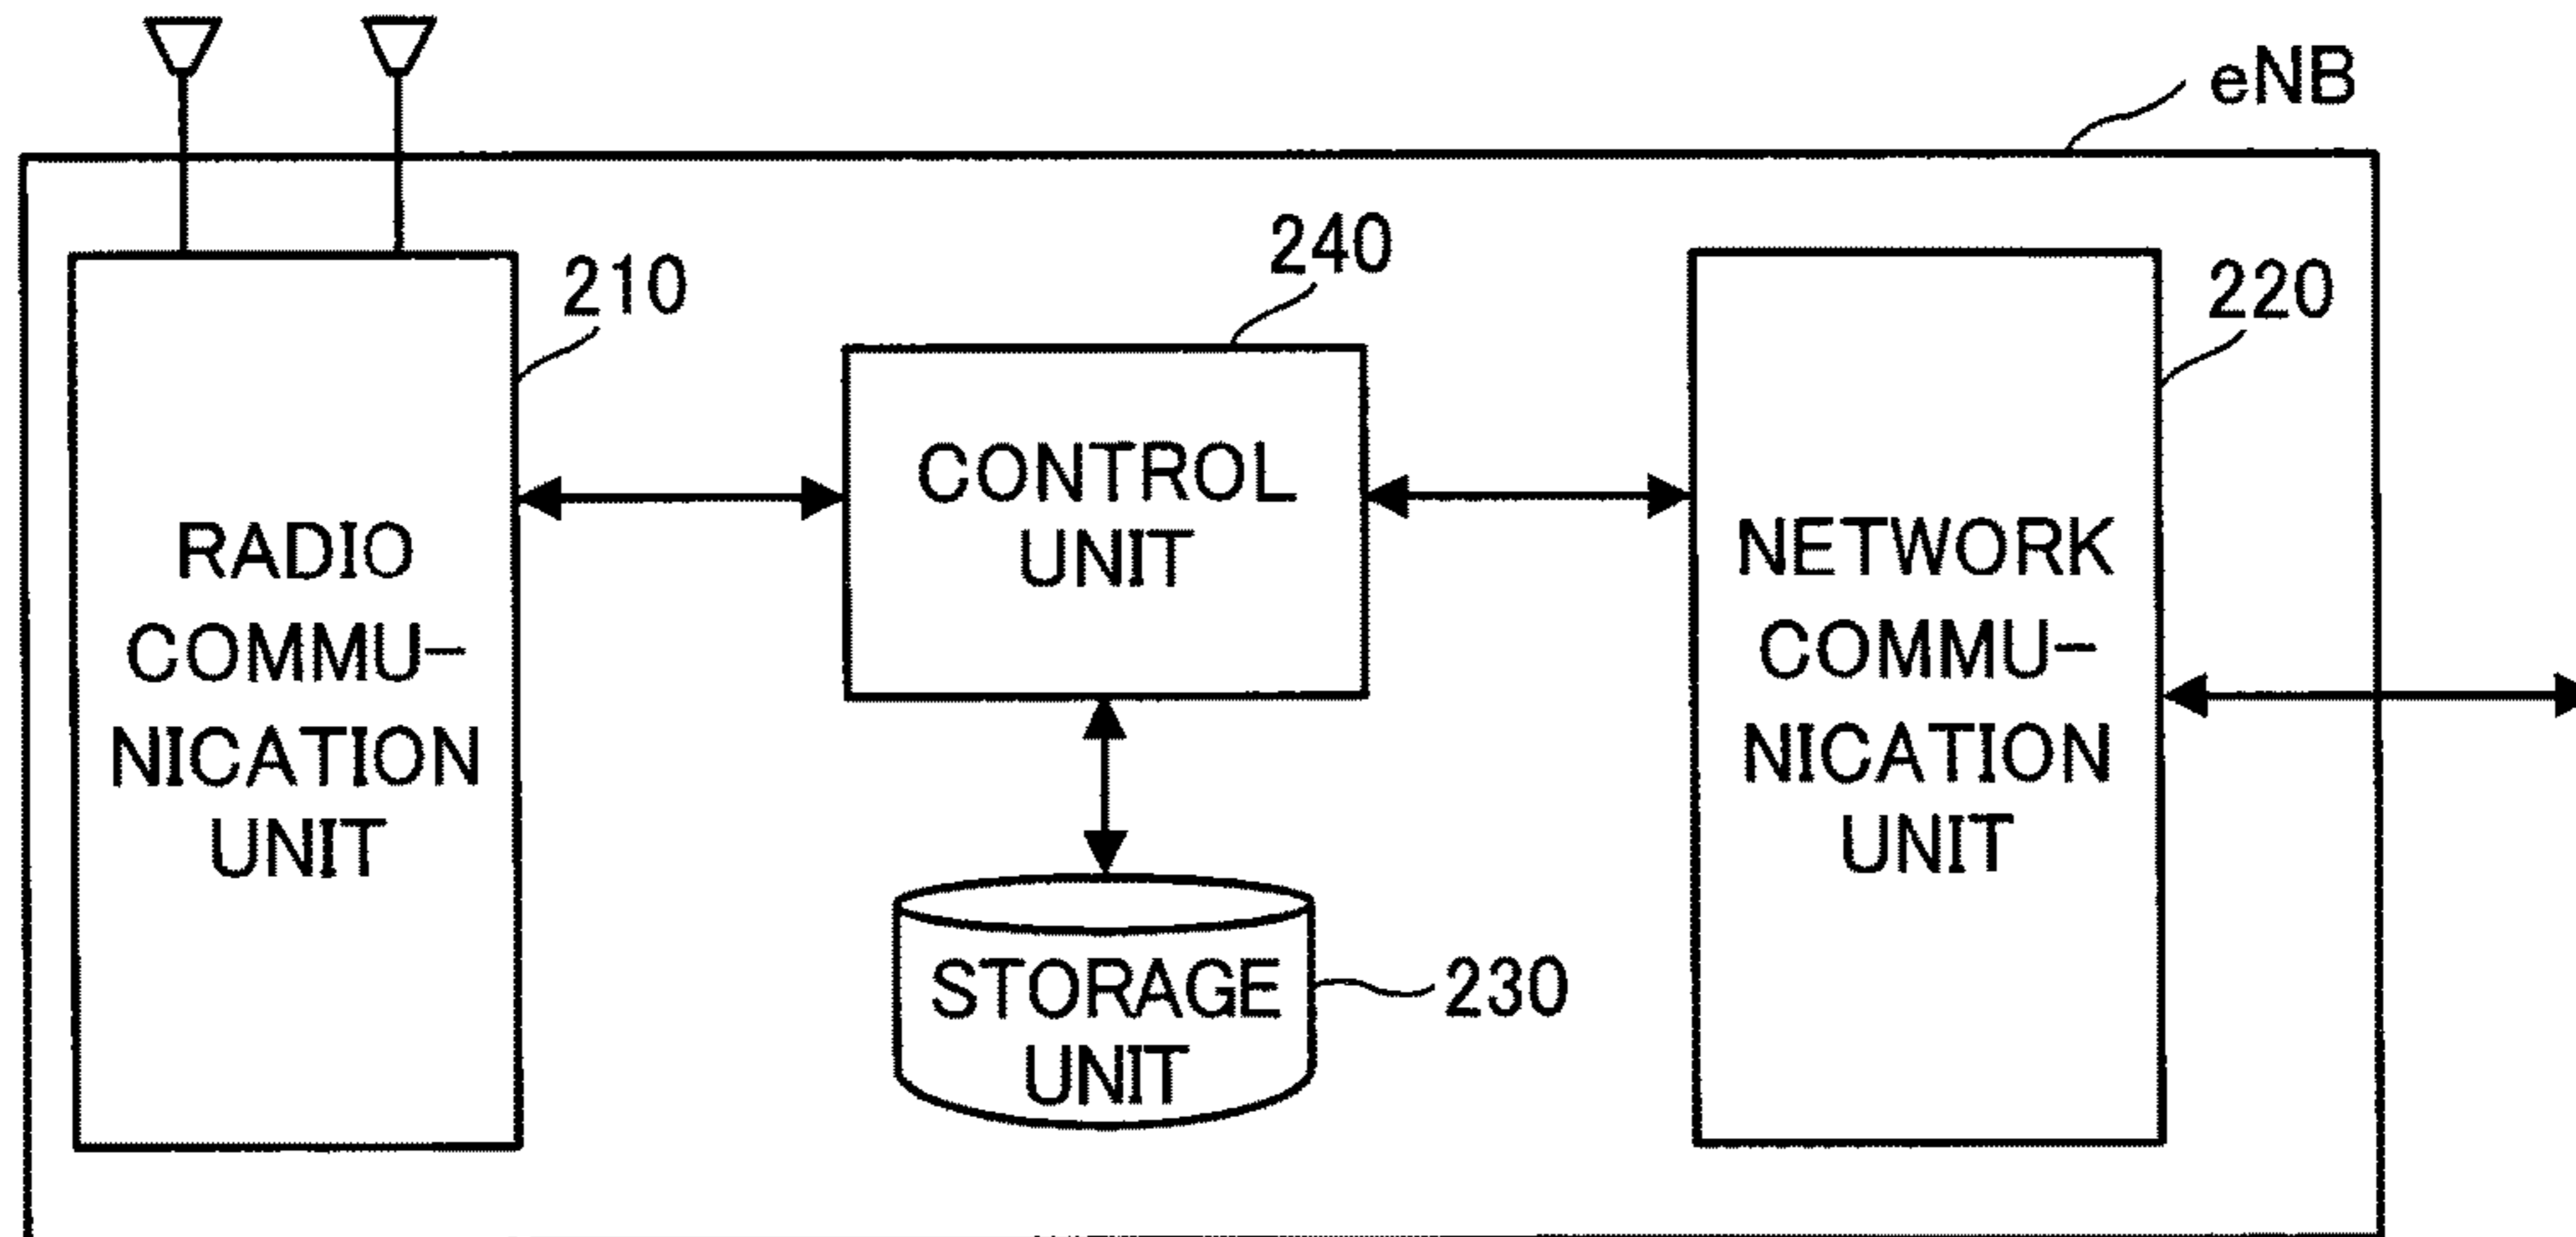 eNB
210
RADIO
COMMU-
NICATION
UNIT
240
CONTROL
UNIT
220
NETWORK
COMMU-
NICATION
UNIT
STORAGE
UNIT
230